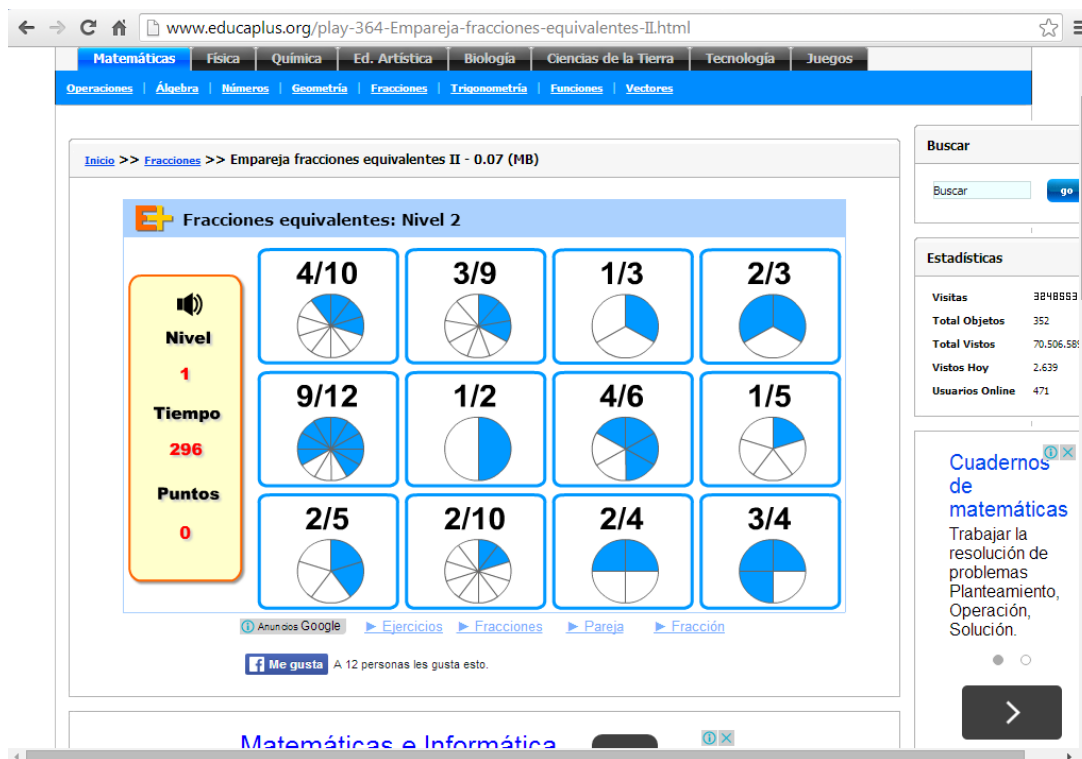 www.educaplus.org/play-364-Empareja-fracciones-equivalentes-II.html
Matemáticas Física Química Ed. Artística Biología Ciencias de la Tierra Tecnología Juegos
Operaciones | Álgebra | Números | Geometría | Fracciones | Trigonometría | Funciones | Vectores
Inicio >> Fracciones >> Empareja fracciones equivalentes II - 0.07 (MB)
E+ Fracciones equivalentes: Nivel 2
Nivel
1
Tiempo
296
Puntos
0
4/10 3/9 1/3 2/3
9/12 1/2 4/6 1/5
2/5 2/10 2/4 3/4
Anuncios Google ► Ejercicios ► Fracciones ► Pareja ► Fracción
Me gusta A 12 personas les gusta esto.
Matemáticas e Informática
Buscar
Buscar go
Estadísticas
Visitas 3248553
Total Objetos 352
Total Vistos 70.506.589
Vistos Hoy 2.639
Usuarios Online 471
Cuadernos
de
matemáticas
Trabajar la
resolución de
problemas
Planteamiento,
Operación,
Solución.